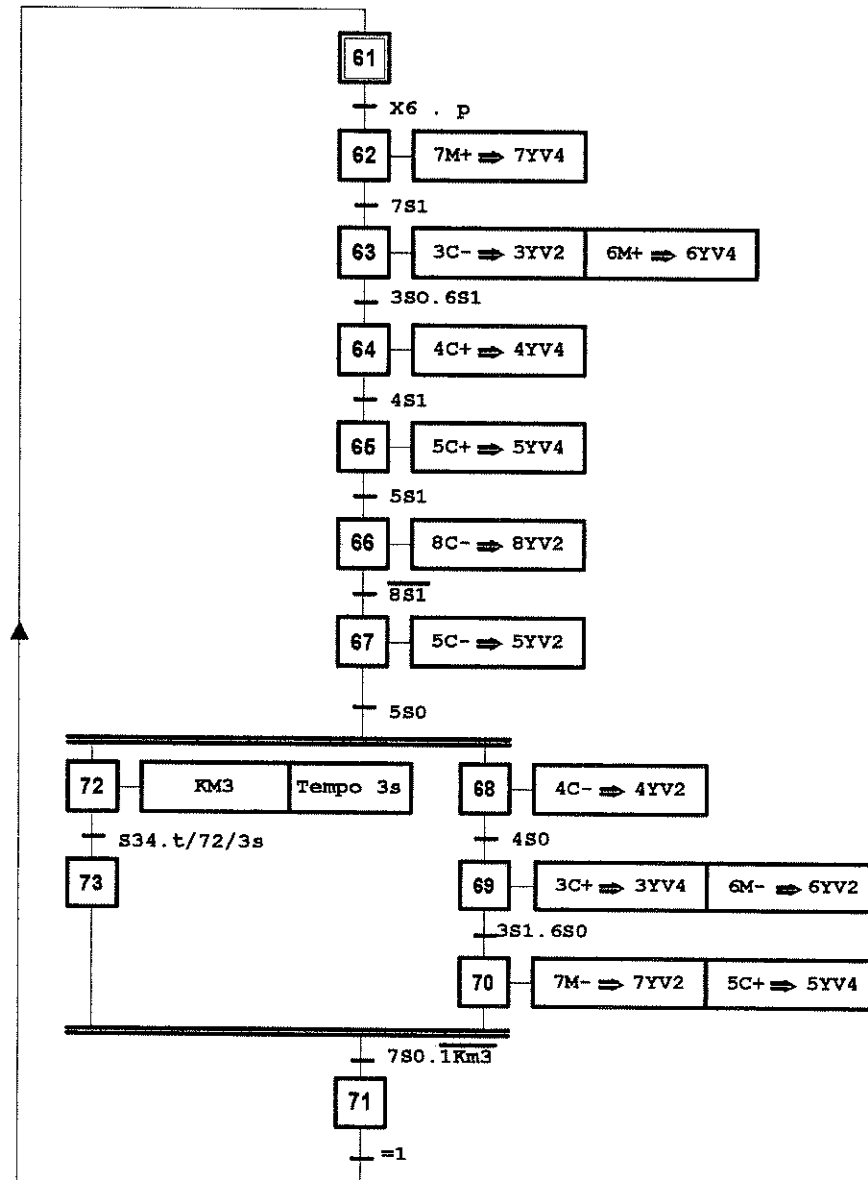 61
X6 . p
62 7M+ ⇒ 7YV4
7S1
63 3C- ⇒ 3YV2 6M+ ⇒ 6YV4
3S0.6S1
64 4C+ ⇒ 4YV4
4S1
65 5C+ ⇒ 5YV4
5S1
66 8C- ⇒ 8YV2
8S1
67 5C- ⇒ 5YV2
5S0
72 KM3 Tempo 3s 68 4C- ⇒ 4YV2
S34.t/72/3s 4S0
73 69 3C+ ⇒ 3YV4 6M- ⇒ 6YV2
3S1.6S0
70 7M- ⇒ 7YV2 5C+ ⇒ 5YV4
7S0.1Km3
71
=1